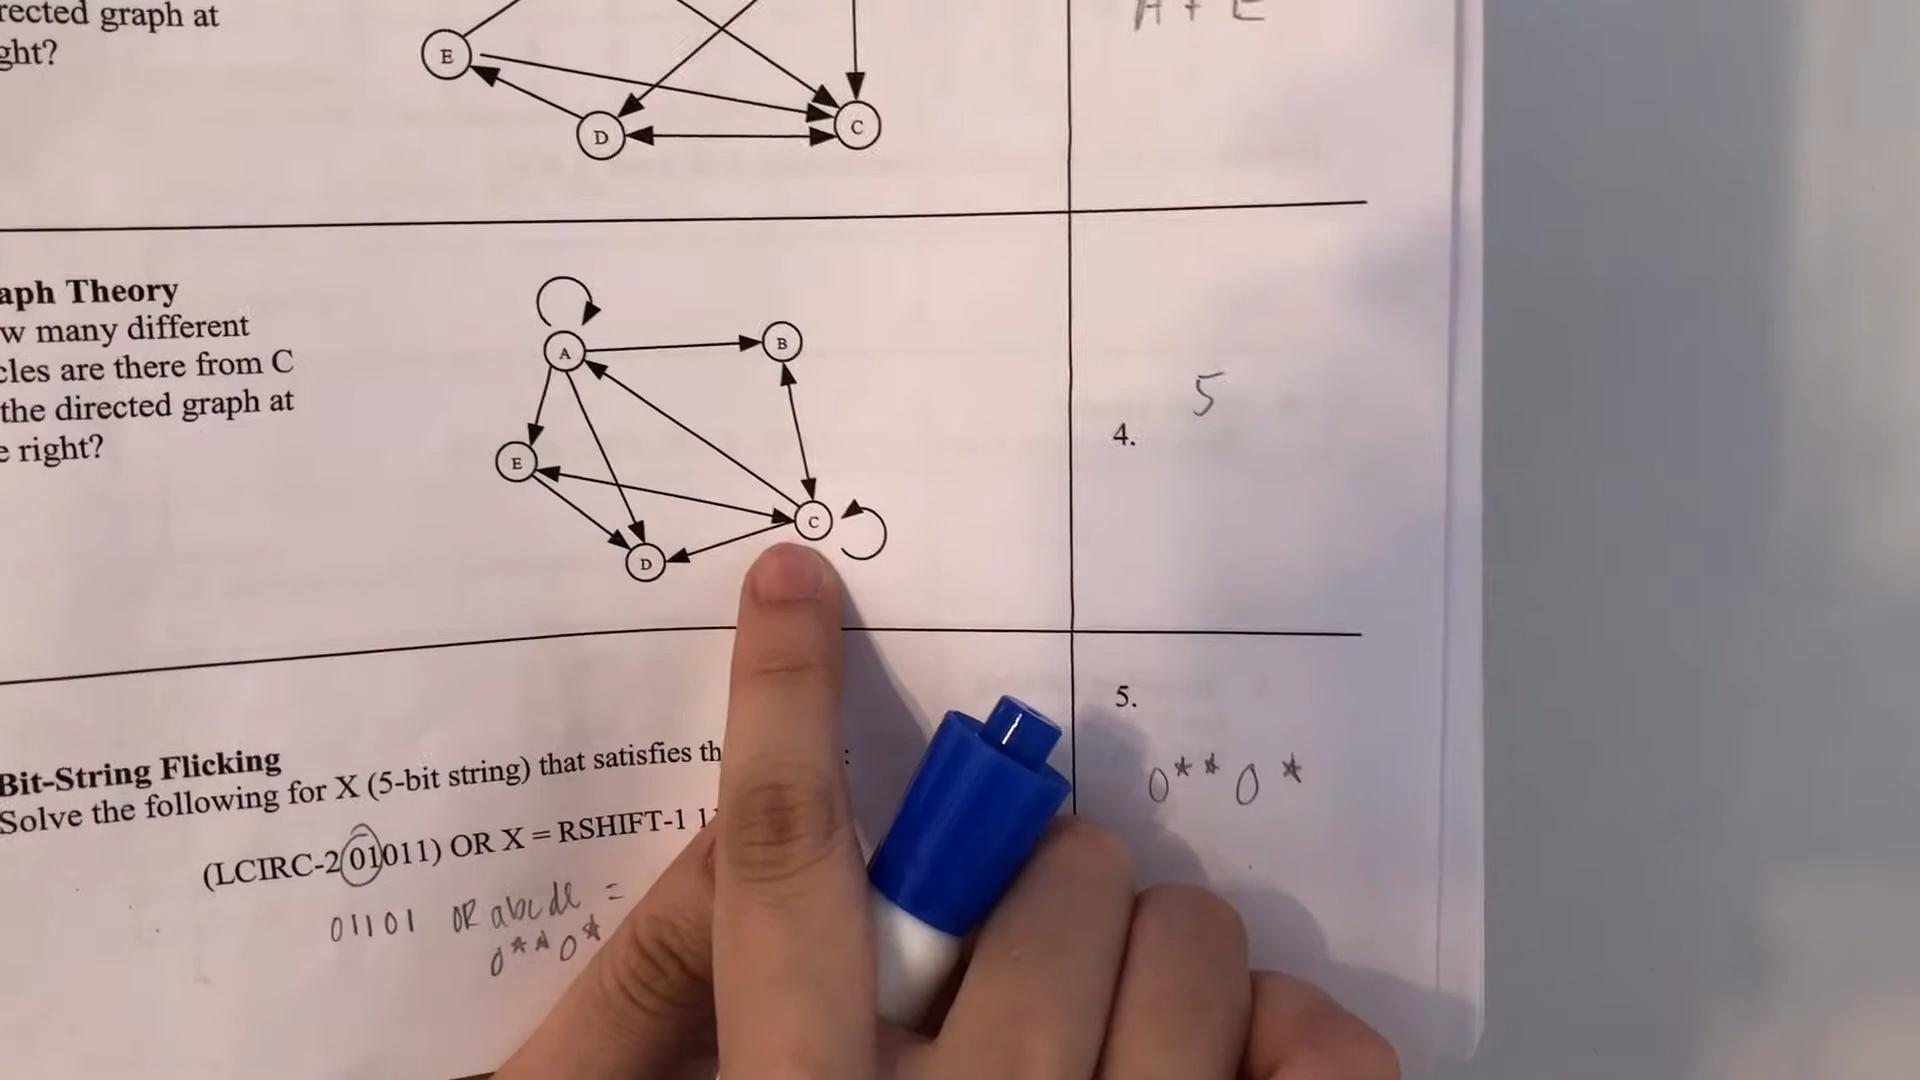 rected graph at
ght?
A + E
E
D
C
aph Theory
w many different
cles are there from C
the directed graph at
e right?
A
B
E
C
D
4.
5
5.
0**0*
Bit-String Flicking
Solve the following for X (5-bit string) that satisfies th
:
(LCIRC-2 01011) OR X = RSHIFT-1 1
01101 OR abcde =
0**0*